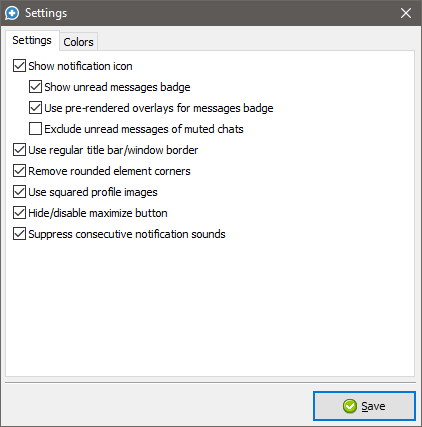 Settings
Settings
Colors
Show notification icon
Show unread messages badge
Use pre-rendered overlays for messages badge
Exclude unread messages of muted chats
Use regular title bar/window border
Remove rounded element corners
Use squared profile images
Hide/disable maximize button
Suppress consecutive notification sounds
Save